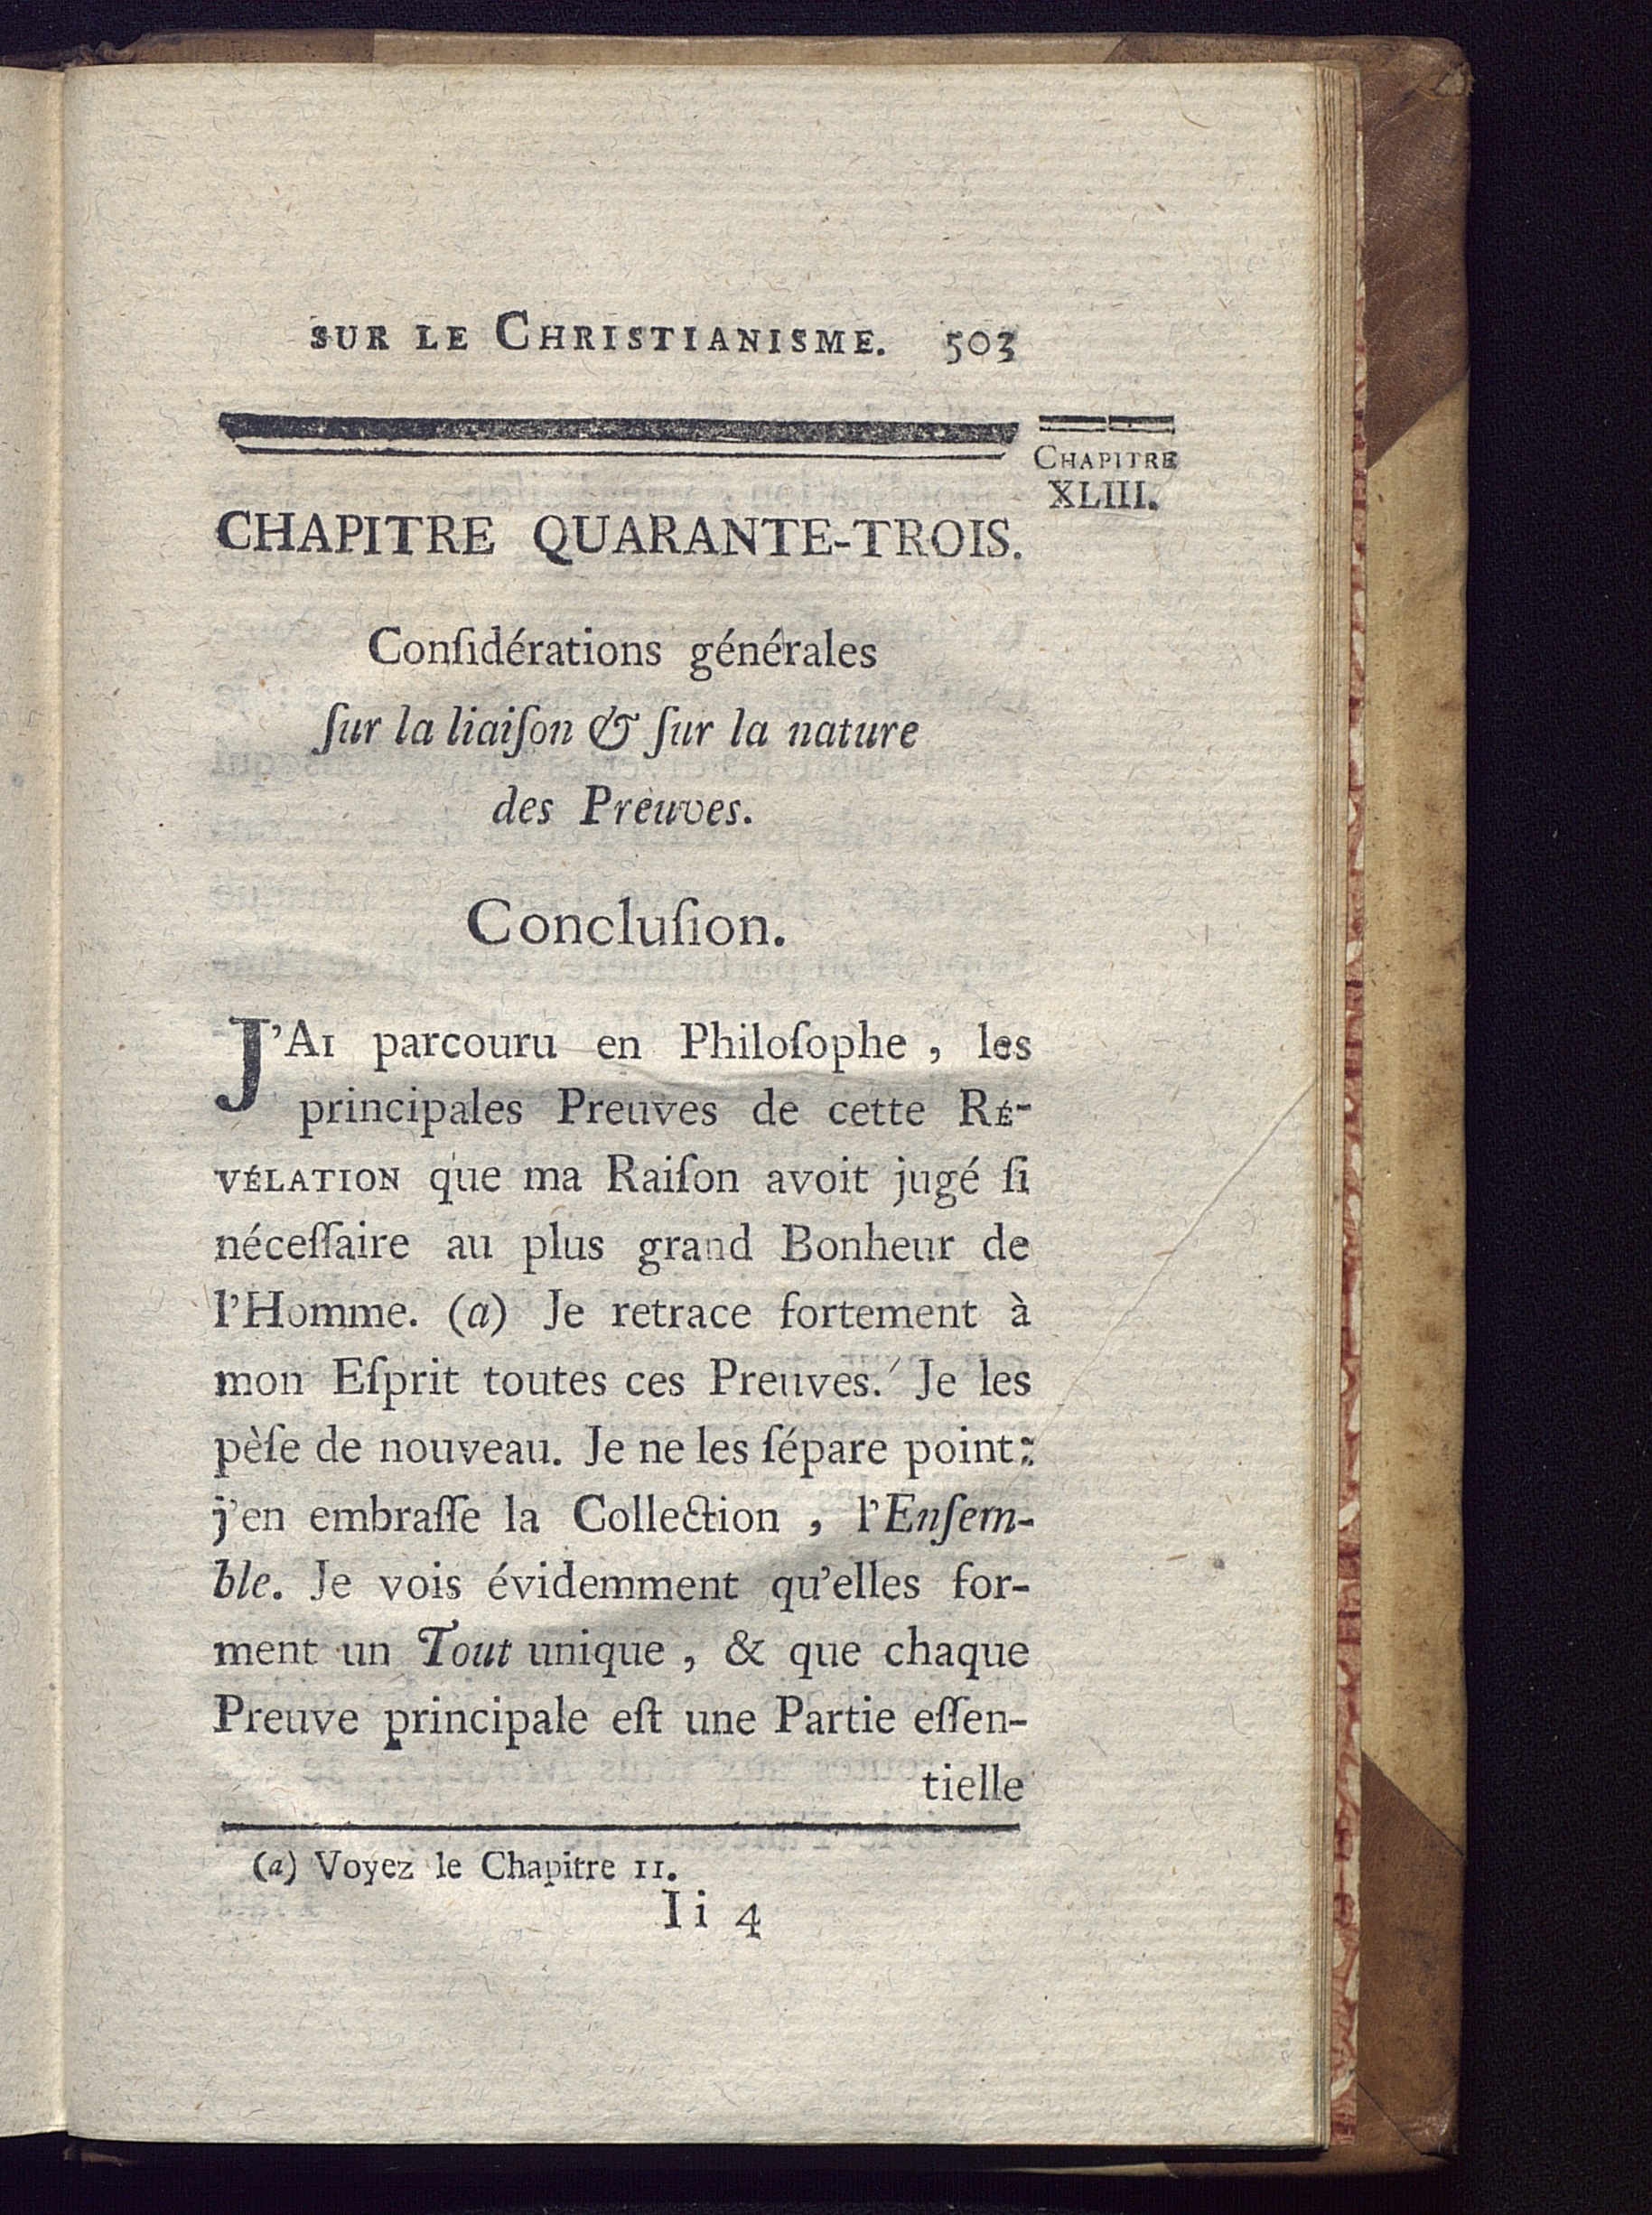 SUR LE CHRISTIANISME. 503
CHAPITRE
XLIII.
CHAPITRE QUARANTE-TROIS.
Conſidérations générales
ſur la liaiſon & ſur la nature
des Preuves.
Concluſion.
J'AI parcouru en Philoſophe, les
principales Preuves de cette RÉ-
VÉLATION que ma Raiſon avoit jugé ſi
néceſſaire au plus grand Bonheur de
l'Homme. (a) Je retrace fortement à
mon Eſprit toutes ces Preuves. Je les
pèſe de nouveau. Je ne les ſépare point:
j'en embraſſe la Collection, l'Enſem-
ble. Je vois évidemment qu'elles for-
ment un Tout unique, & que chaque
Preuve principale eſt une Partie eſſen-
tielle
(a) Voyez le Chapitre II.
Ii 4